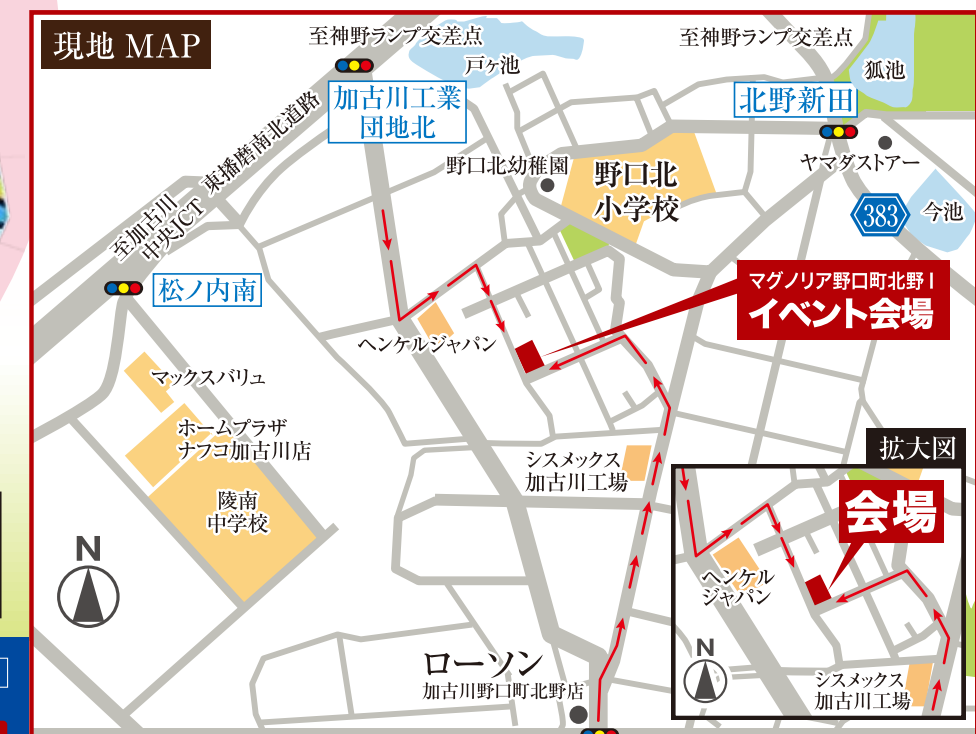 現地 MAP
至神野ランプ交差点
至神野ランプ交差点
戸ヶ池
狐池
加古川工業
団地北
北野新田
東播磨南北道路
野口北幼稚園
野口北
小学校
ヤマダストアー
383
今池
至加古川
中央JCT
松ノ内南
マグノリア野口町北野Ⅰ
イベント会場
ヘンケルジャパン
マックスバリュ
ホームプラザ
ナフコ加古川店
シスメックス
加古川工場
陵南
中学校
拡大図
会場
ヘンケル
ジャパン
N
N
シスメックス
加古川工場
ローソン
加古川野口町北野店